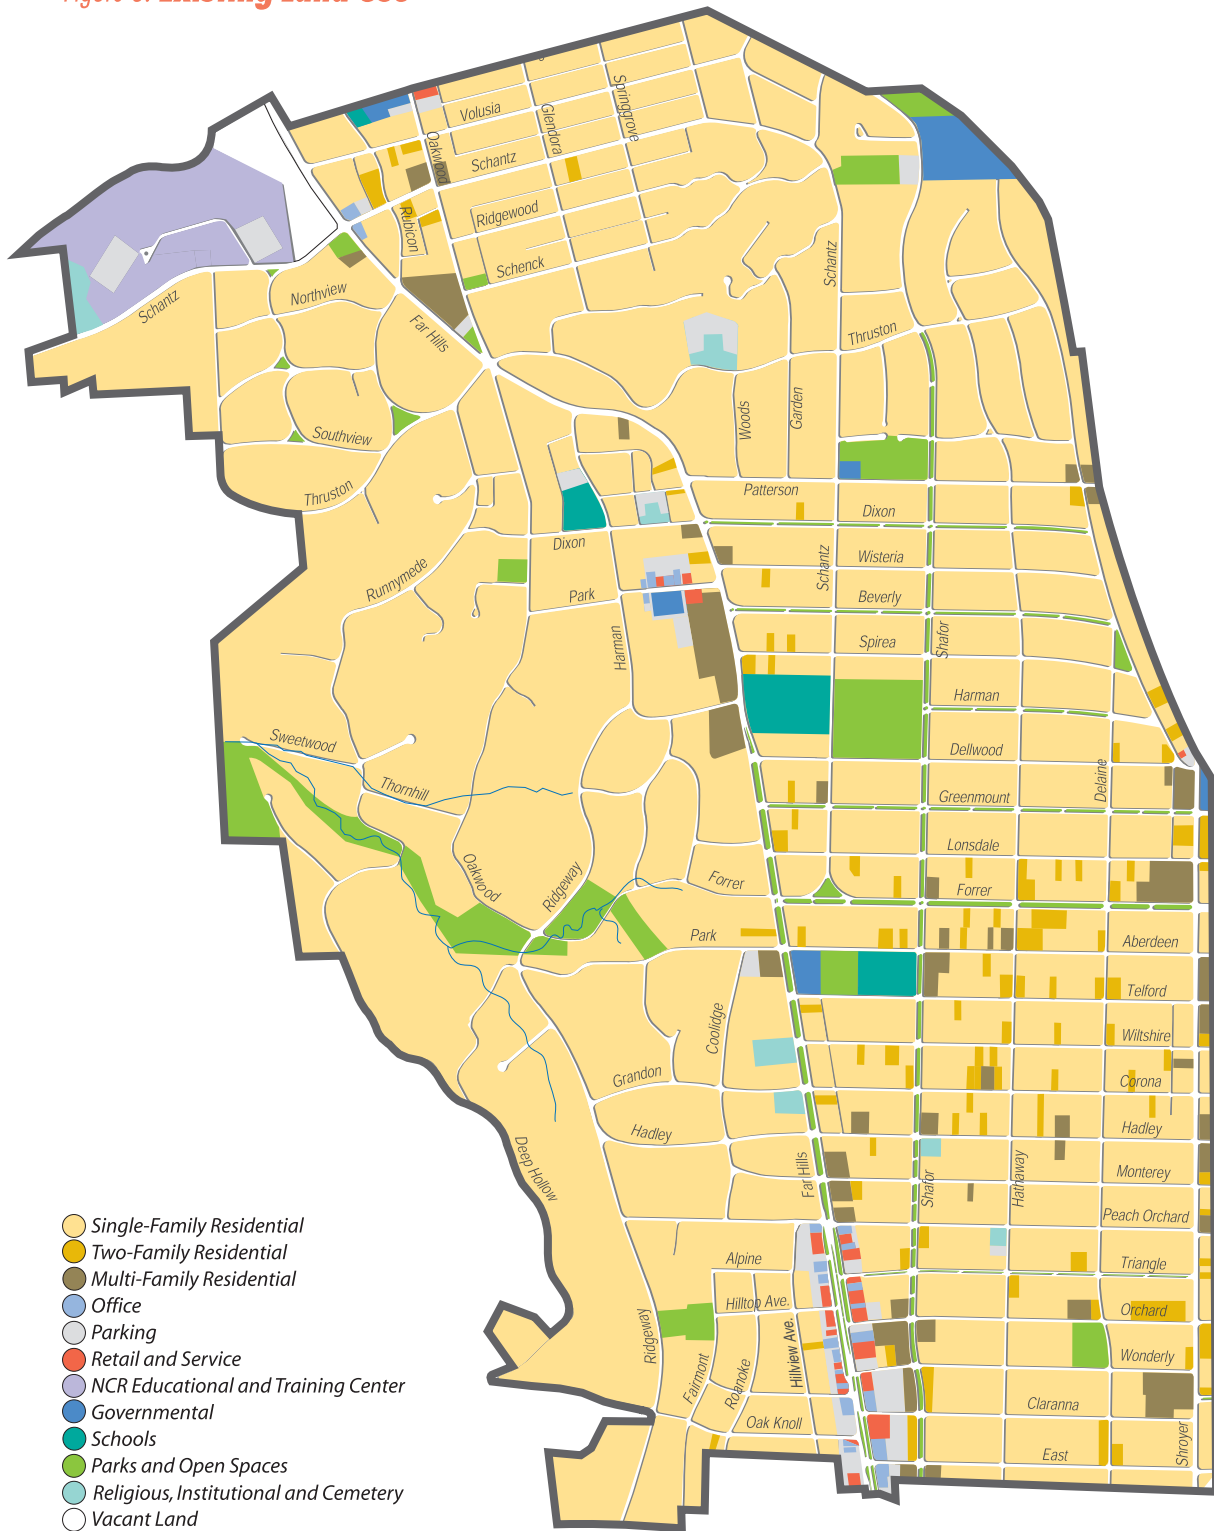 Volusia
Glendora
Springgrove
Oakwood
Schantz
Rubicon
Ridgewood
Schenck
Schantz
Schantz
Northview
Far Hills
Thruston
Woods
Garden
Southview
Thruston
Patterson
Dixon
Dixon
Wisteria
Schantz
Runnymede
Park
Beverly
Harman
Spirea
Shafor
Harman
Sweetwood
Dellwood
Thornhill
Delaine
Greenmount
Lonsdale
Oakwood
Ridgeway
Forrer
Forrer
Park
Aberdeen
Telford
Coolidge
Wiltshire
Grandon
Corona
Hadley
Hadley
Deep Hollow
Far Hills
Shafor
Hathaway
Monterey
Peach Orchard
Alpine
Triangle
Hilltop Ave.
Orchard
Ridgeway
Hillview Ave.
Wonderly
Fairmont
Roanoke
Claranna
Oak Knoll
East
Shroyer
Single-Family Residential
Two-Family Residential
Multi-Family Residential
Office
Parking
Retail and Service
NCR Educational and Training Center
Governmental
Schools
Parks and Open Spaces
Religious, Institutional and Cemetery
Vacant Land